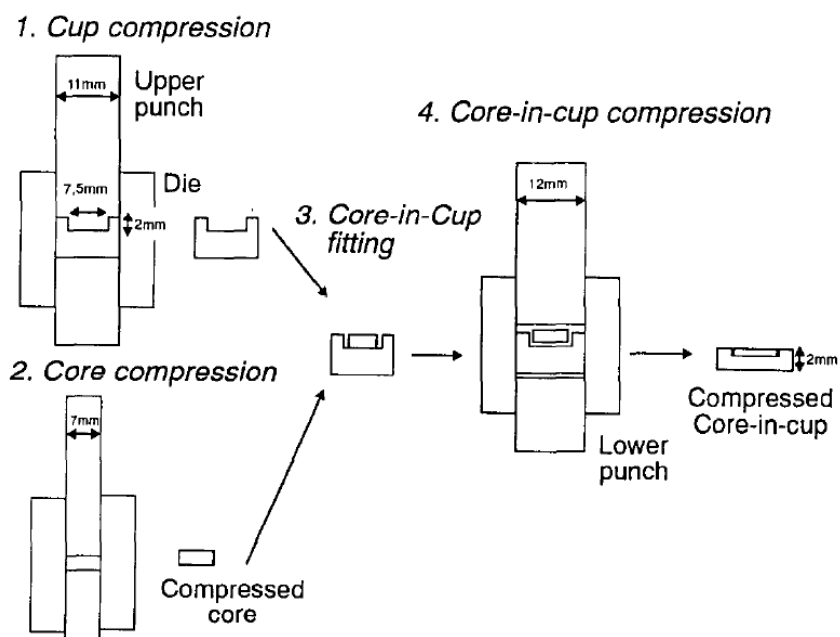 1. Cup compression
11mm
Upper
punch
7,5mm
Die
2mm
2. Core compression
7mm
Compressed
core
3. Core-in-Cup
fitting
4. Core-in-cup compression
12mm
Lower
punch
2mm
Compressed
Core-in-cup